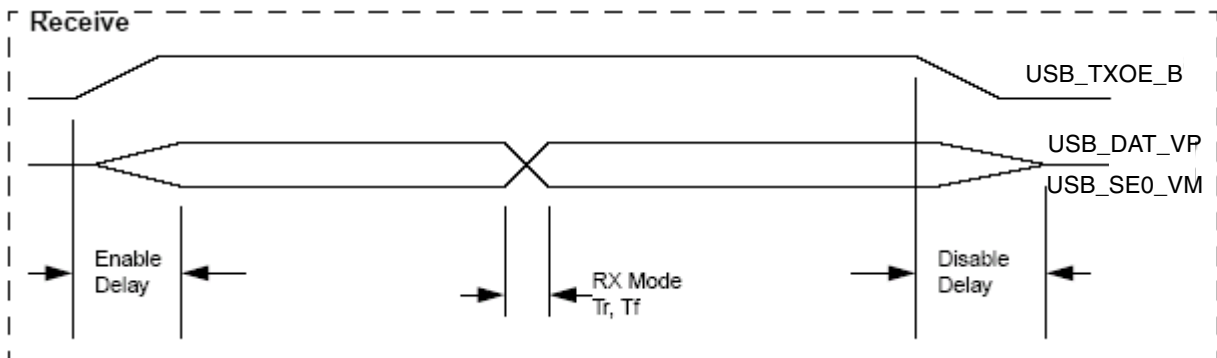 Receive
USB_TXOE_B
USB_DAT_VP
USB_SE0_VM
Enable
Delay
RX Mode
Tr, Tf
Disable
Delay